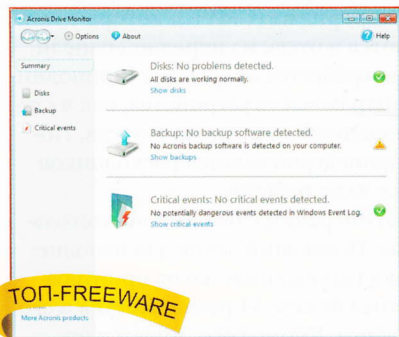 Acronis Drive Monitor
Options
About
Help
Summary
Disks
Backup
Critical events
Disks: No problems detected.
All disks are working normally.
Show disks
Backup: No backup software detected.
No Acronis backup software is detected on your computer.
Show backups
Critical events: No critical events detected.
No potentially dangerous events detected in Windows Event Log.
Show critical events
ТОП-FREEWARE
More Acronis products